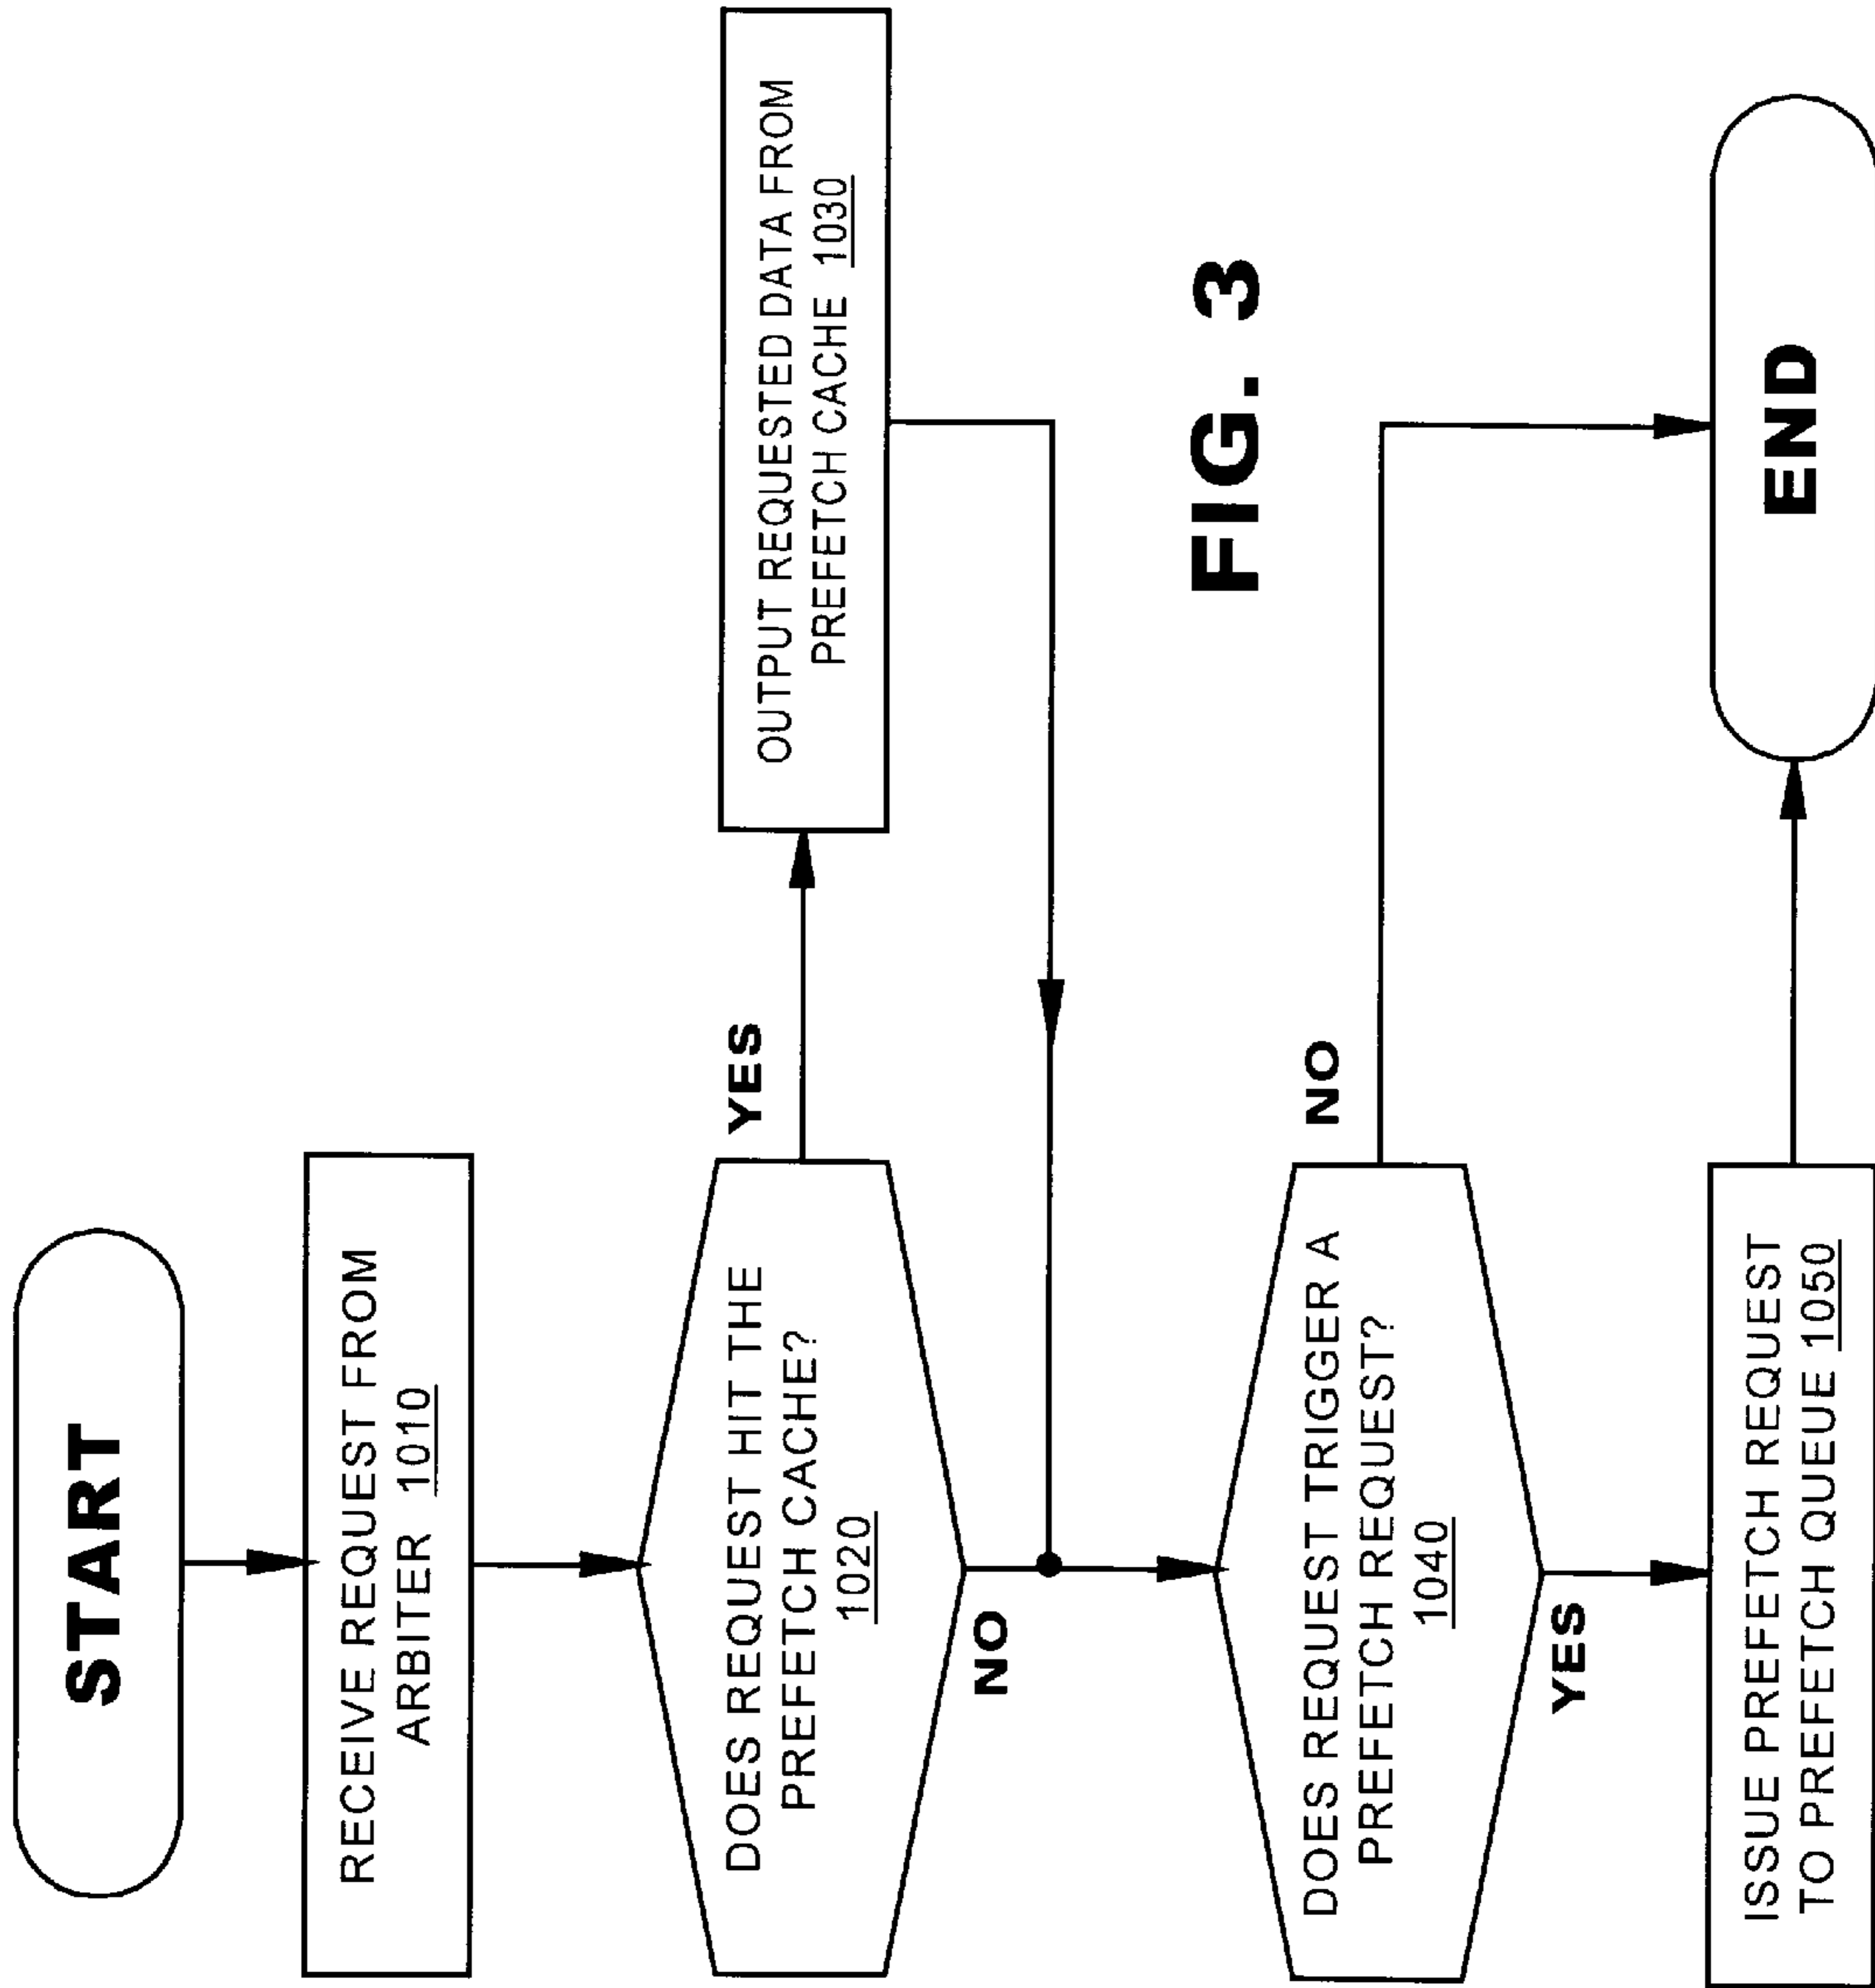 START
RECEIVE REQUEST FROM
ARBITER 1010
DOES REQUEST HIT THE
PREFETCH CACHE?
1020
YES
OUTPUT REQUESTED DATA FROM
PREFETCH CACHE 1030
NO
DOES REQUEST TRIGGER A
PREFETCH REQUEST?
1040
NO
YES
ISSUE PREFETCH REQUEST
TO PREFETCH QUEUE 1050
END
FIG. 3